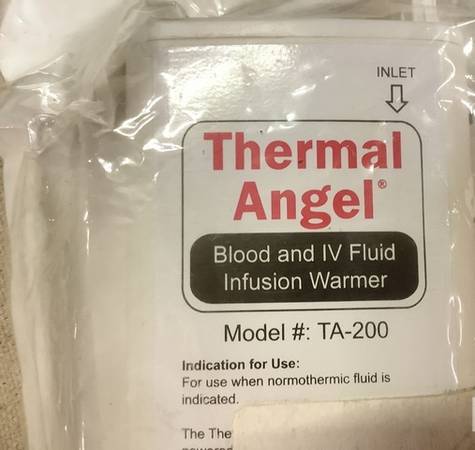 INLET
Thermal
Angel®
Blood and IV Fluid
Infusion Warmer
Model #: TA-200
Indication for Use:
For use when normothermic fluid is
indicated.
The The